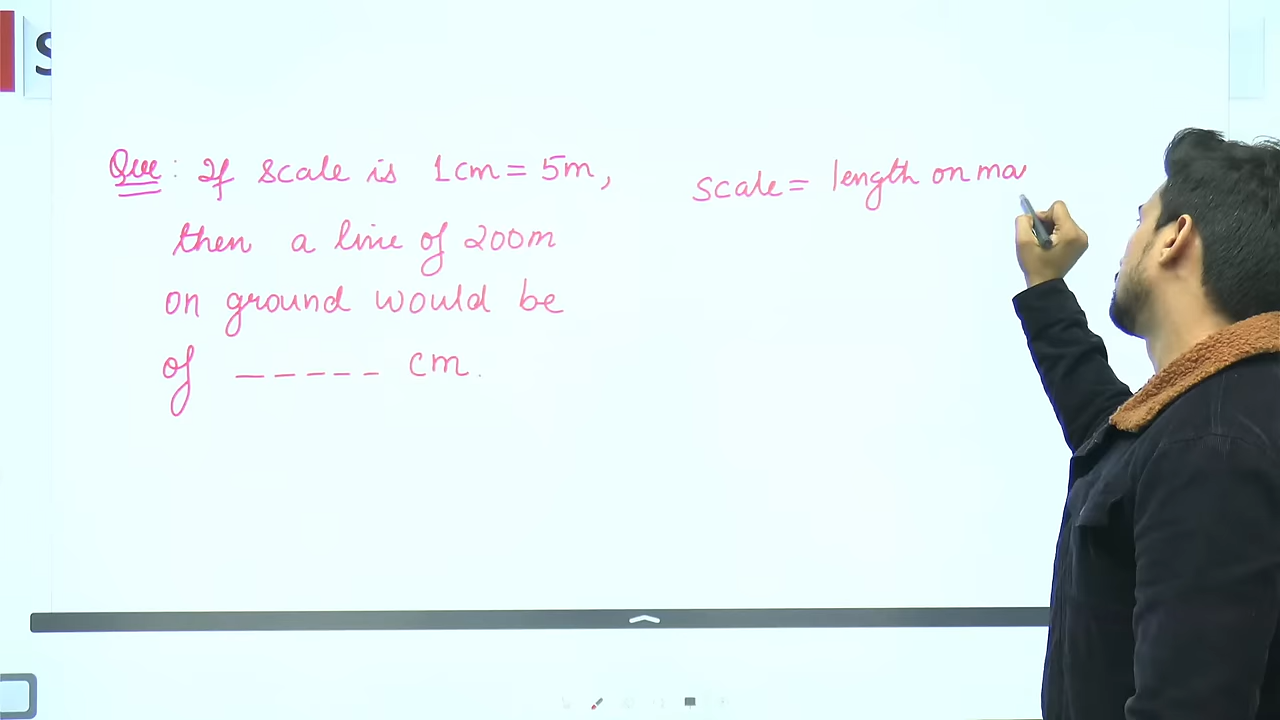 S
Que : If scale is 1cm = 5m,
then a line of 200m
on ground would be
of _ _ _ _ _ cm.
scale = length on ma